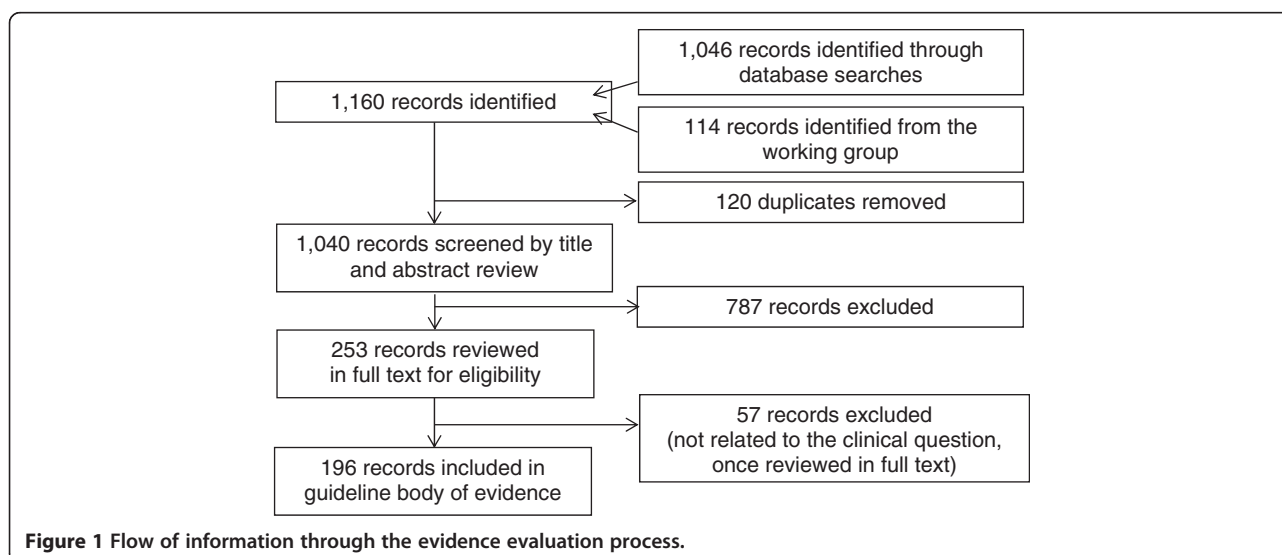 1,046 records identified through
database searches
1,160 records identified
114 records identified from the
working group
120 duplicates removed
1,040 records screened by title
and abstract review
787 records excluded
253 records reviewed
in full text for eligibility
57 records excluded
(not related to the clinical question,
once reviewed in full text)
196 records included in
guideline body of evidence
Figure 1 Flow of information through the evidence evaluation process.